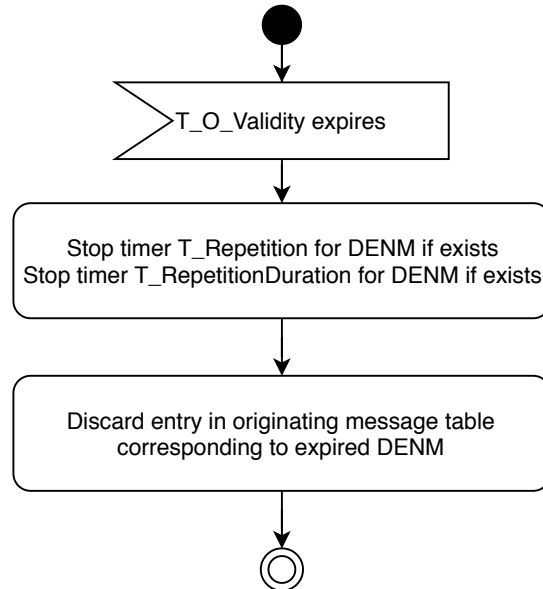 T_O_Validity expires
Stop timer T_Repetition for DENM if exists
Stop timer T_RepetitionDuration for DENM if exists
Discard entry in originating message table
corresponding to expired DENM